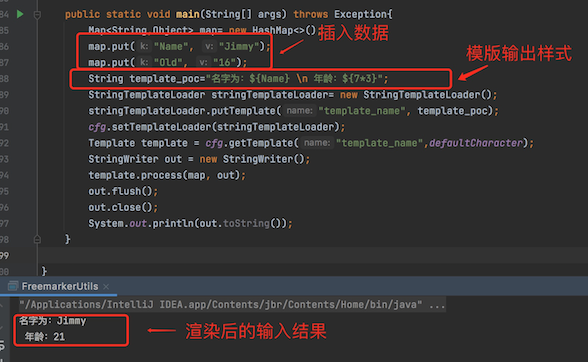 84 public static void main(String[] args) throws Exception{
85 Map<String,Object> map= new HashMap<>();
86 map.put( k: "Name", v: "Jimmy");
插入数据
87 map.put( k: "Old", v: "16");
模版输出样式
88 String template_poc="名字为：${Name} \n 年龄：${7*3}";
89 StringTemplateLoader stringTemplateLoader= new StringTemplateLoader();
90 stringTemplateLoader.putTemplate( name: "template_name", template_poc);
91 cfg.setTemplateLoader(stringTemplateLoader);
92 Template template = cfg.getTemplate( name: "template_name",defaultCharacter);
93 StringWriter out = new StringWriter();
94 template.process(map, out);
95 out.flush();
96 out.close();
97 System.out.println(out.toString());
98 }
99
}
FreemarkerUtils ×
"/Applications/IntelliJ IDEA.app/Contents/jbr/Contents/Home/bin/java" ...
名字为：Jimmy
年龄：21
渲染后的输入结果